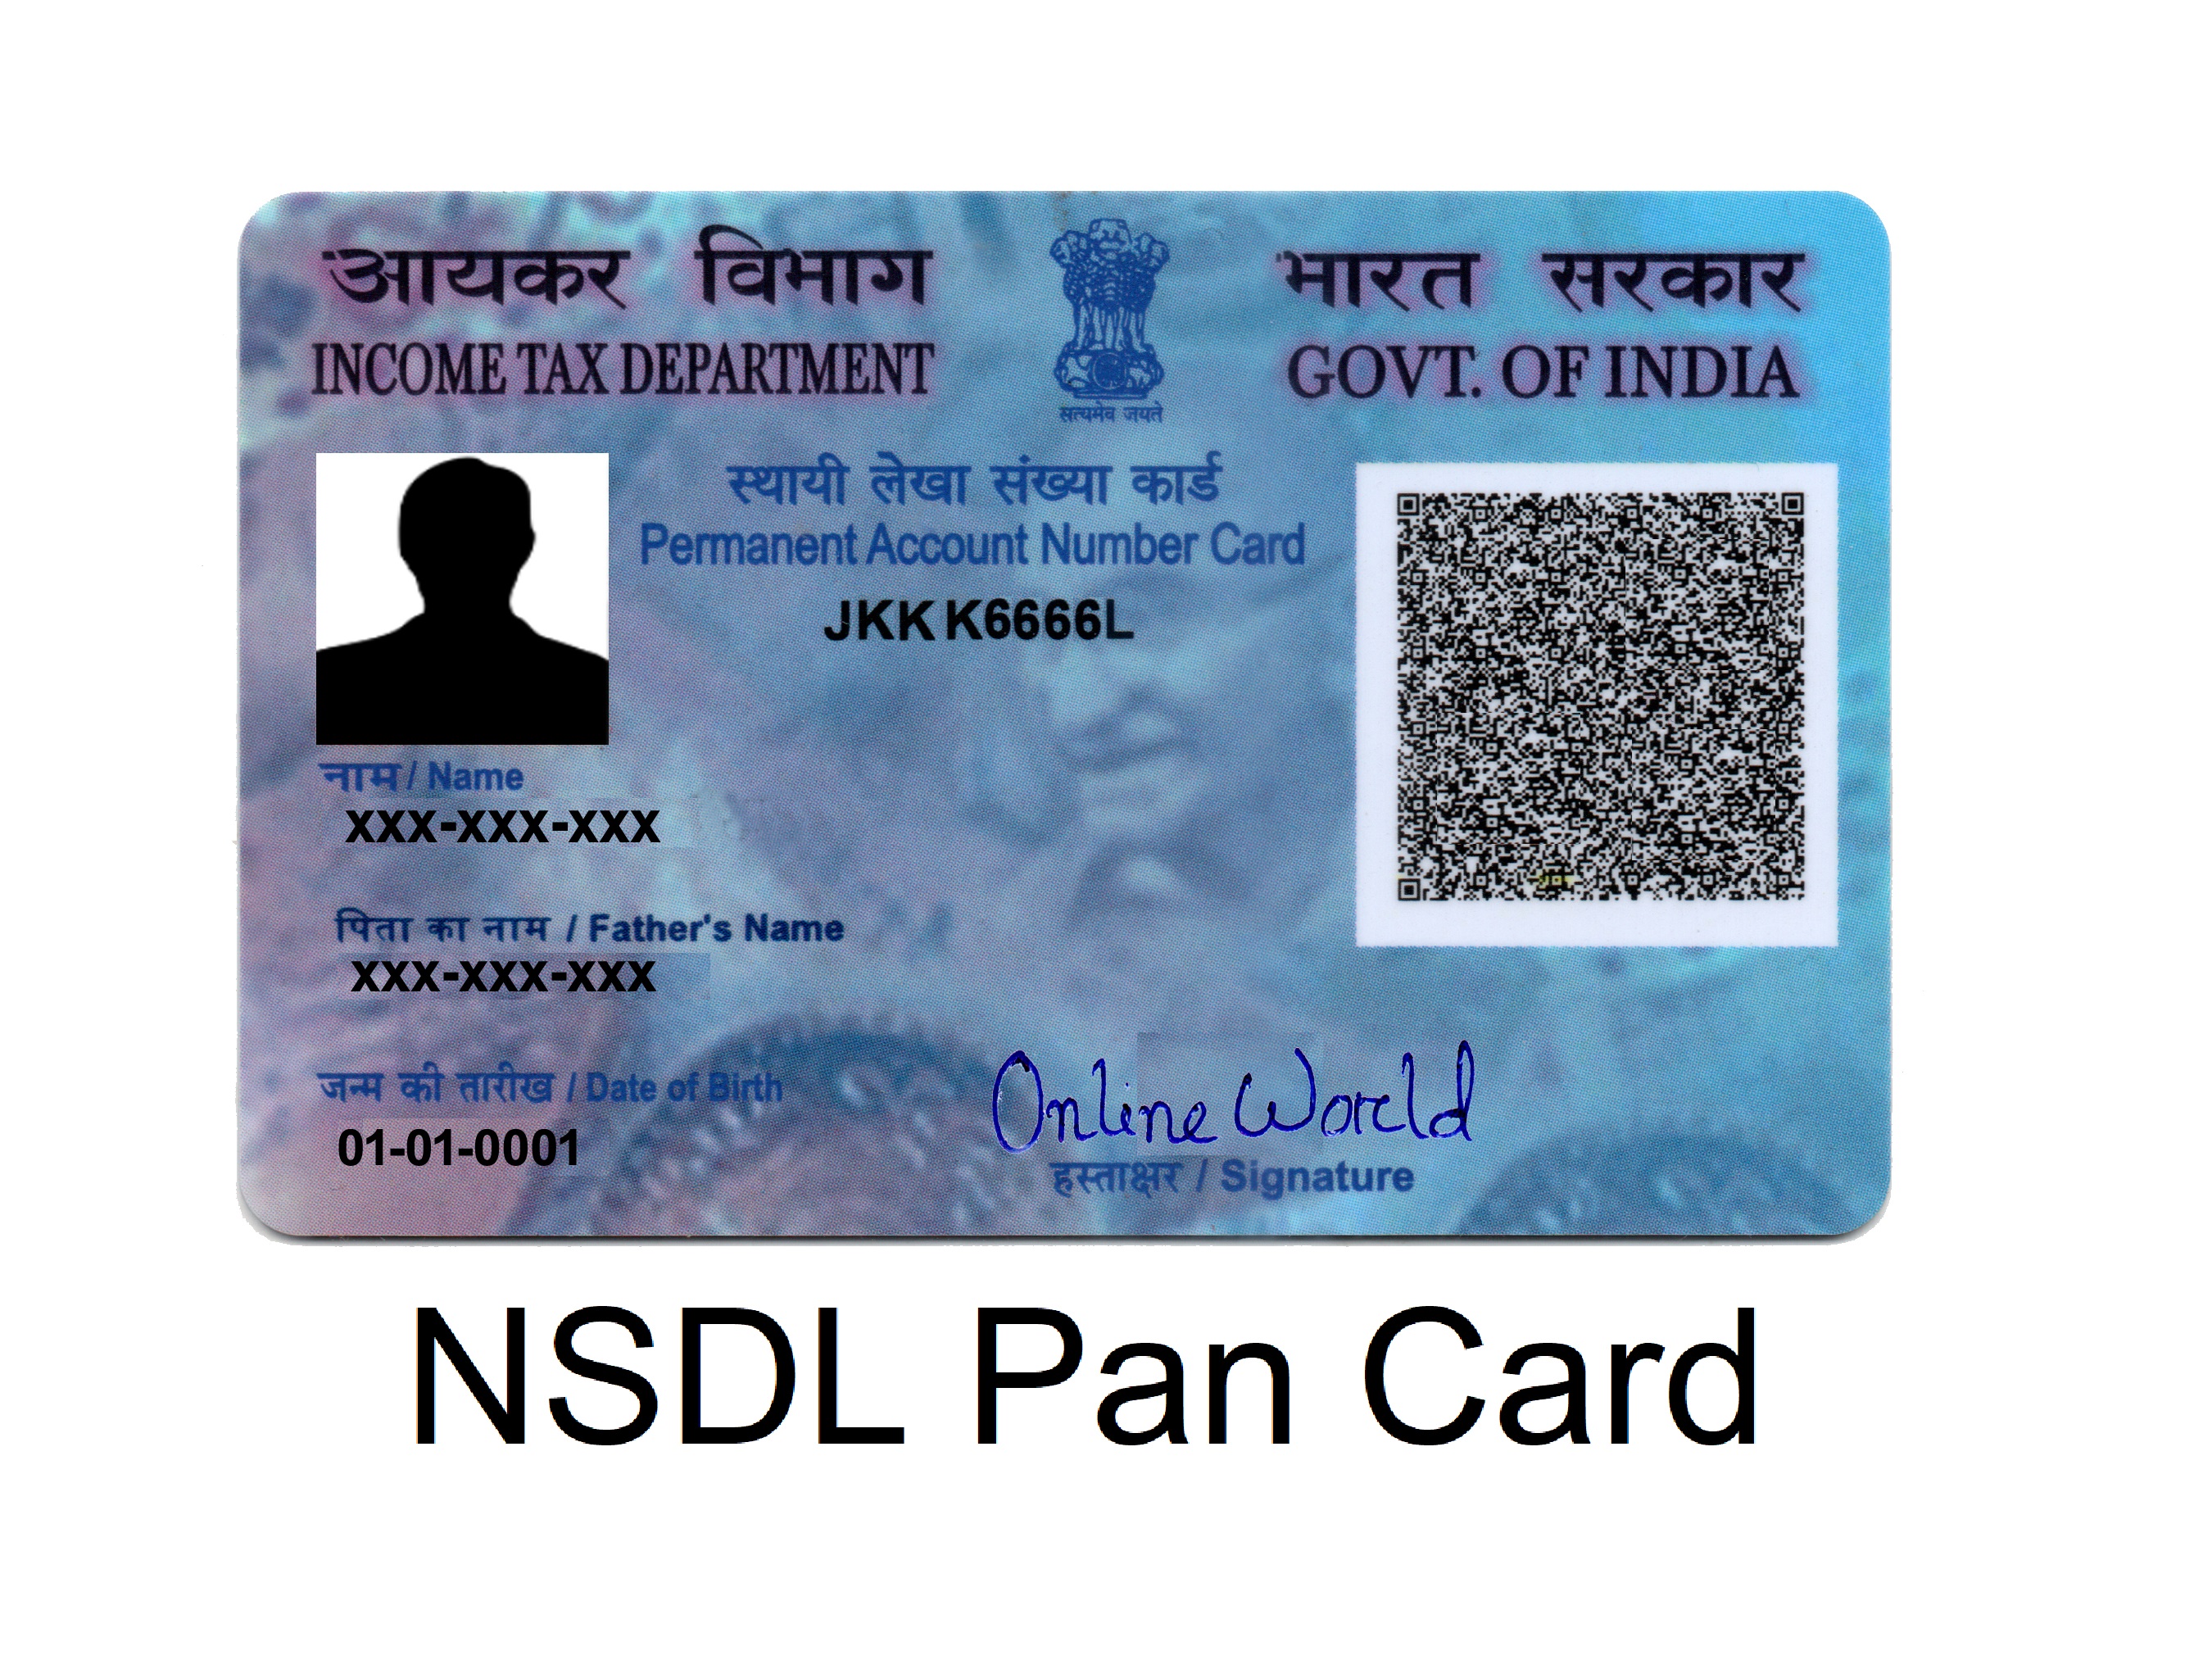 आयकर विभाग
INCOME TAX DEPARTMENT
सत्यमेव जयते
भारत सरकार
GOVT. OF INDIA
स्थायी लेखा संख्या कार्ड
Permanent Account Number Card
JKKK6666L
नाम / Name
XXX-XXX-XXX
पिता का नाम / Father's Name
XXX-XXX-XXX
जन्म की तारीख / Date of Birth
01-01-0001
Online World
हस्ताक्षर / Signature
NSDL Pan Card